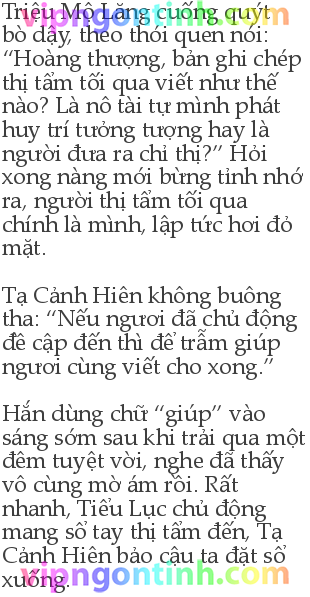 Triệu Mộ Lăng cuống quýt
bò dậy, theo thói quen nói:
“Hoàng thượng, bản ghi chép
thị tẩm tối qua viết như thế
nào? Là nô tài tự mình phát
huy trí tưởng tượng hay là
người đưa ra chỉ thị?” Hỏi
xong nàng mới bừng tỉnh nhớ
ra, người thị tẩm tối qua
chính là mình, lập tức hơi đỏ
mặt.
Tạ Cảnh Hiên không buông
tha: “Nếu ngươi đã chủ động
đề cập đến thì để trẫm giúp
ngươi cùng viết cho xong.”
Hắn dùng chữ “giúp” vào
sáng sớm sau khi trải qua một
đêm tuyệt vời, nghe đã thấy
vô cùng mờ ám rồi. Rất
nhanh, Tiểu Lục chủ động
mang sổ tay thị tẩm đến, Tạ
Cảnh Hiên bảo cậu ta đặt sổ
xuống.
vipngontinh.com
vipngontinh.com